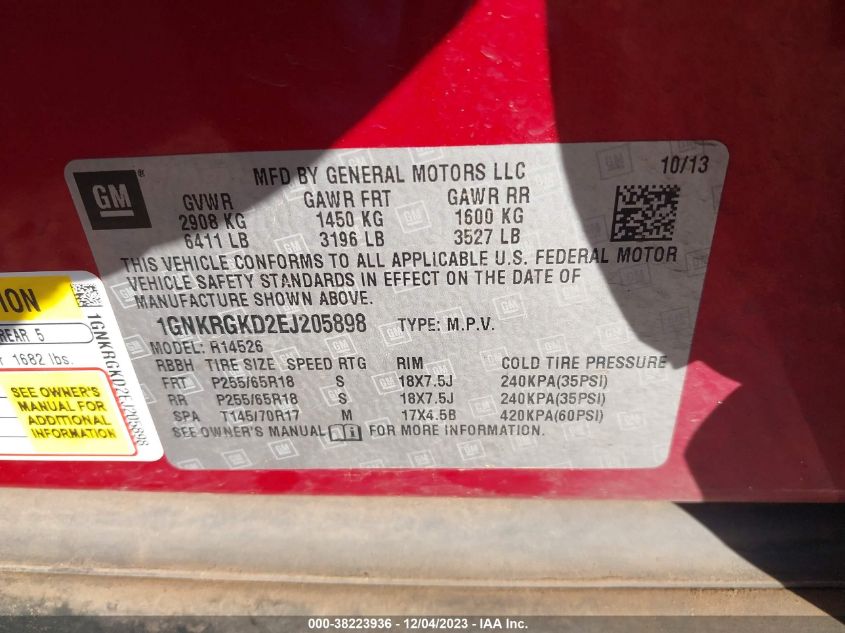 GM
®
MFD BY GENERAL MOTORS LLC
10/13
GVWR GAWR FRT GAWR RR
2908 KG 1450 KG 1600 KG
6411 LB 3196 LB 3527 LB
THIS VEHICLE CONFORMS TO ALL APPLICABLE U.S. FEDERAL MOTOR
VEHICLE SAFETY STANDARDS IN EFFECT ON THE DATE OF
MANUFACTURE SHOWN ABOVE.
1GNKRGKD2EJ205898 TYPE: M.P.V.
MODEL: R14526
RBBH TIRE SIZE SPEED RTG RIM COLD TIRE PRESSURE
FRT P255/65R18 S 18X7.5J 240KPA(35PSI)
RR P255/65R18 S 18X7.5J 240KPA(35PSI)
SPA T145/70R17 M 17X4.5B 420KPA(60PSI)
SEE OWNER'S MANUAL FOR MORE INFORMATION.
ION
REAR 5
1682 lbs.
SEE OWNER'S
MANUAL FOR
ADDITIONAL
INFORMATION
1GNKRGKD2EJ205898
000-38223936 - 12/04/2023 - IAA Inc.